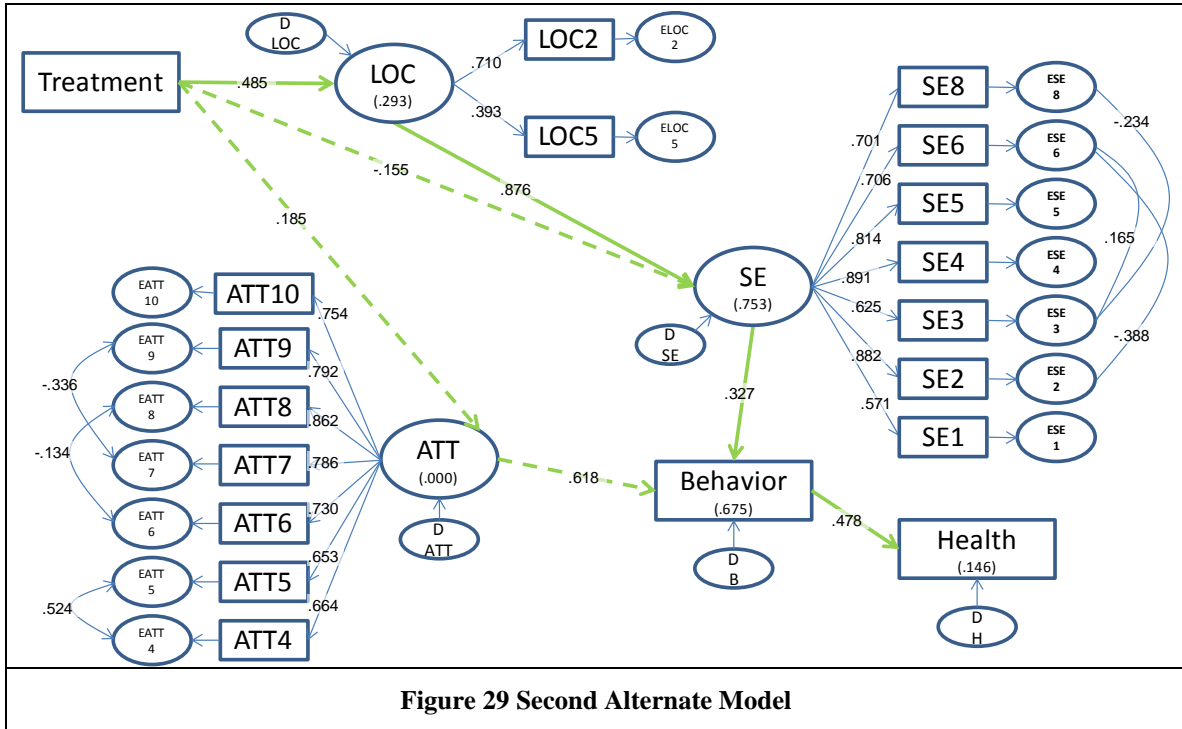 D
LOC
LOC
(.293)
LOC2
ELOC
2
Treatment
.485
.710
.393
LOC5
ELOC
5
-.155
.876
.185
SE8
ESE
8
-.234
.701
SE6
ESE
6
.706
SE5
ESE
5
.814
.165
SE4
ESE
4
.891
SE
(.753)
.625
SE3
ESE
3
-.388
.882
SE2
ESE
2
.571
SE1
ESE
1
D
SE
.327
EATT
10
ATT10
.754
EATT
9
ATT9
.792
-.336
EATT
8
ATT8
.862
-.134
EATT
7
ATT7
.786
ATT
(.000)
.618
Behavior
(.675)
.478
EATT
6
ATT6
.730
D
ATT
Health
(.146)
EATT
5
ATT5
.653
D
B
.524
.664
EATT
4
ATT4
D
H
Figure 29 Second Alternate Model